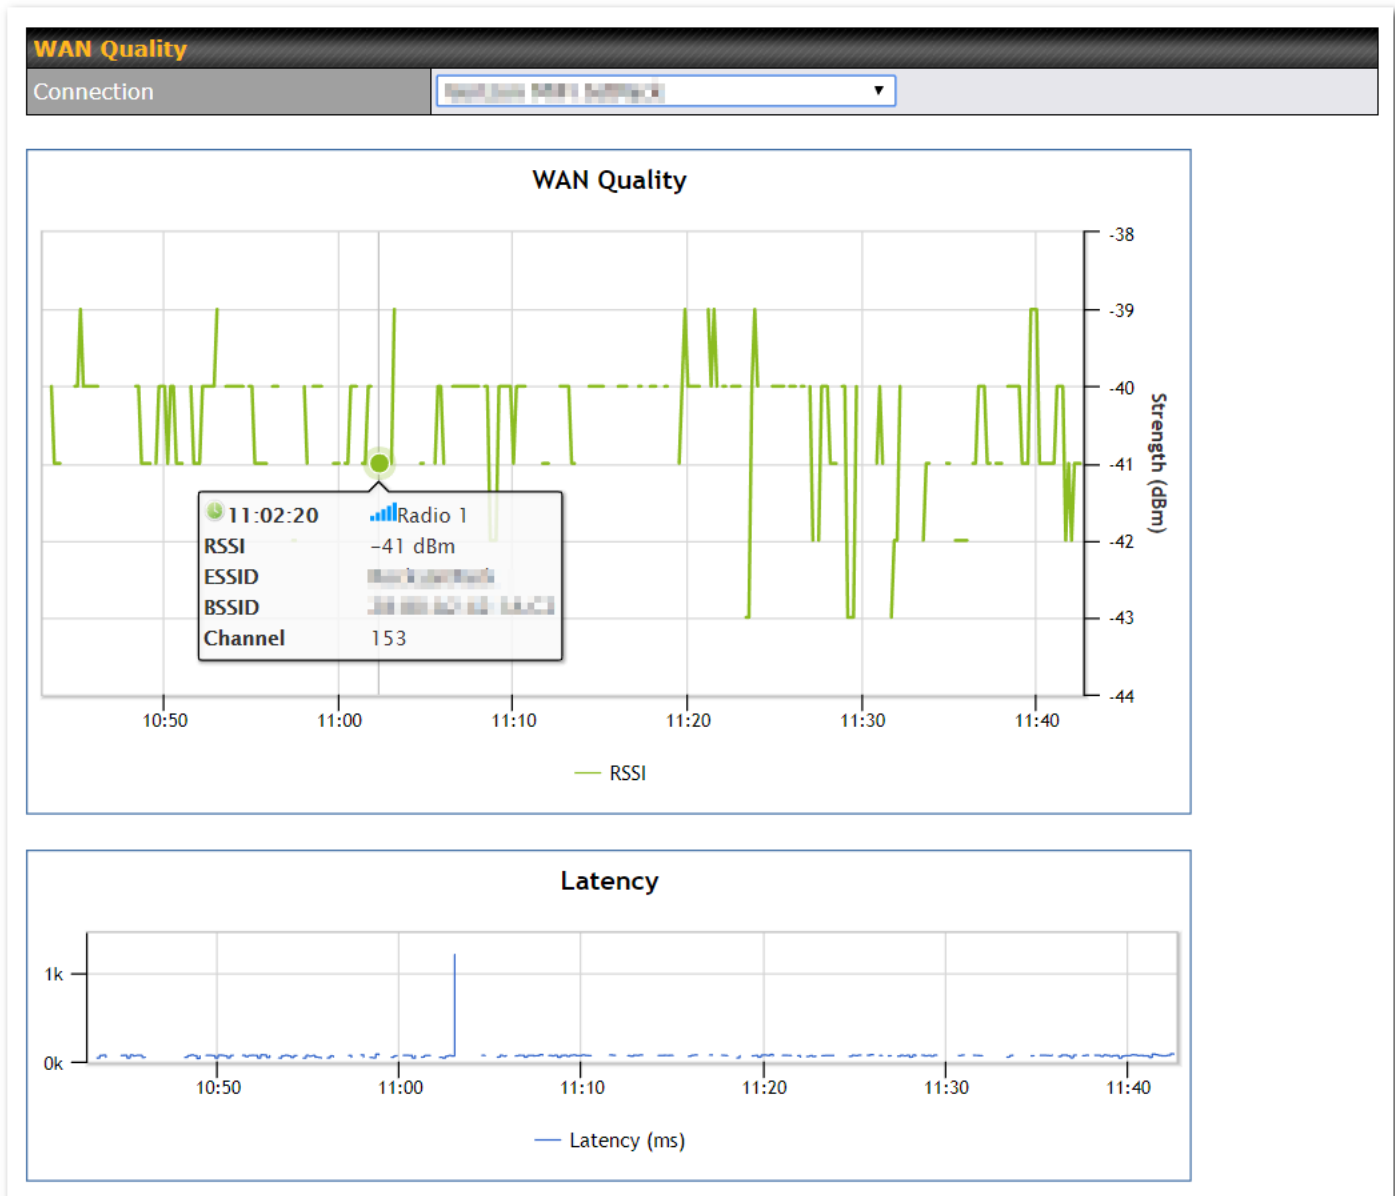 WAN Quality
Connection
WAN Quality
-38
-39
-40
-41
-42
-43
-44
Strength (dBm)
11:02:20 Radio 1
RSSI -41 dBm
ESSID
BSSID
Channel 153
10:50 11:00 11:10 11:20 11:30 11:40
RSSI
Latency
1k
0k
10:50 11:00 11:10 11:20 11:30 11:40
Latency (ms)